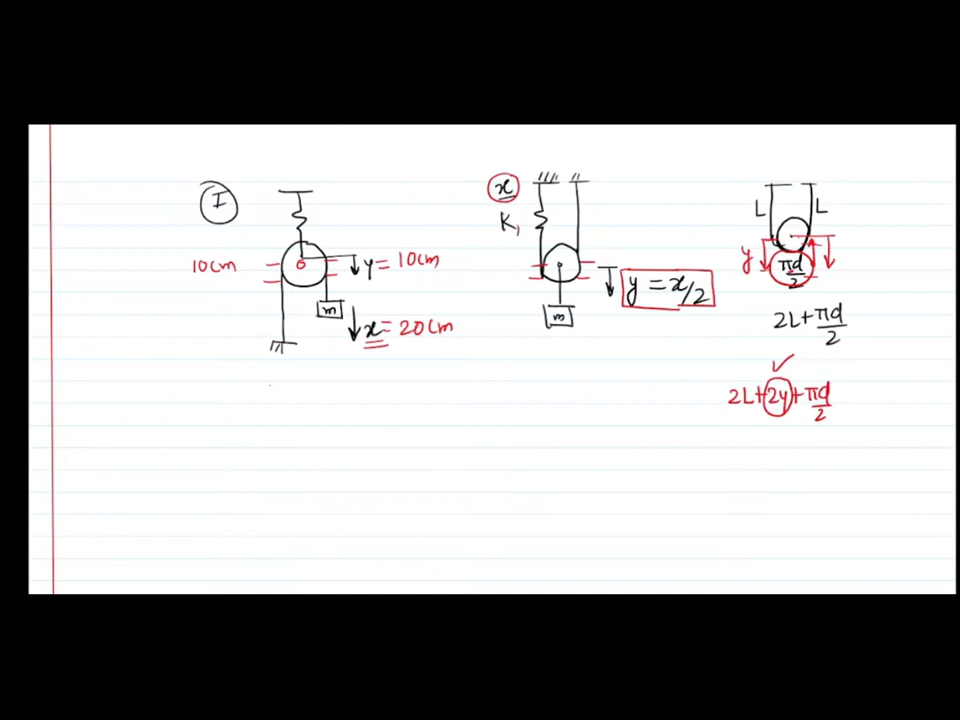 I
10cm
y = 10cm
m
x = 20cm
x
K1
m
y = x/2
L
L
y
πd/2
2L+πd/2
2L+2y+πd/2